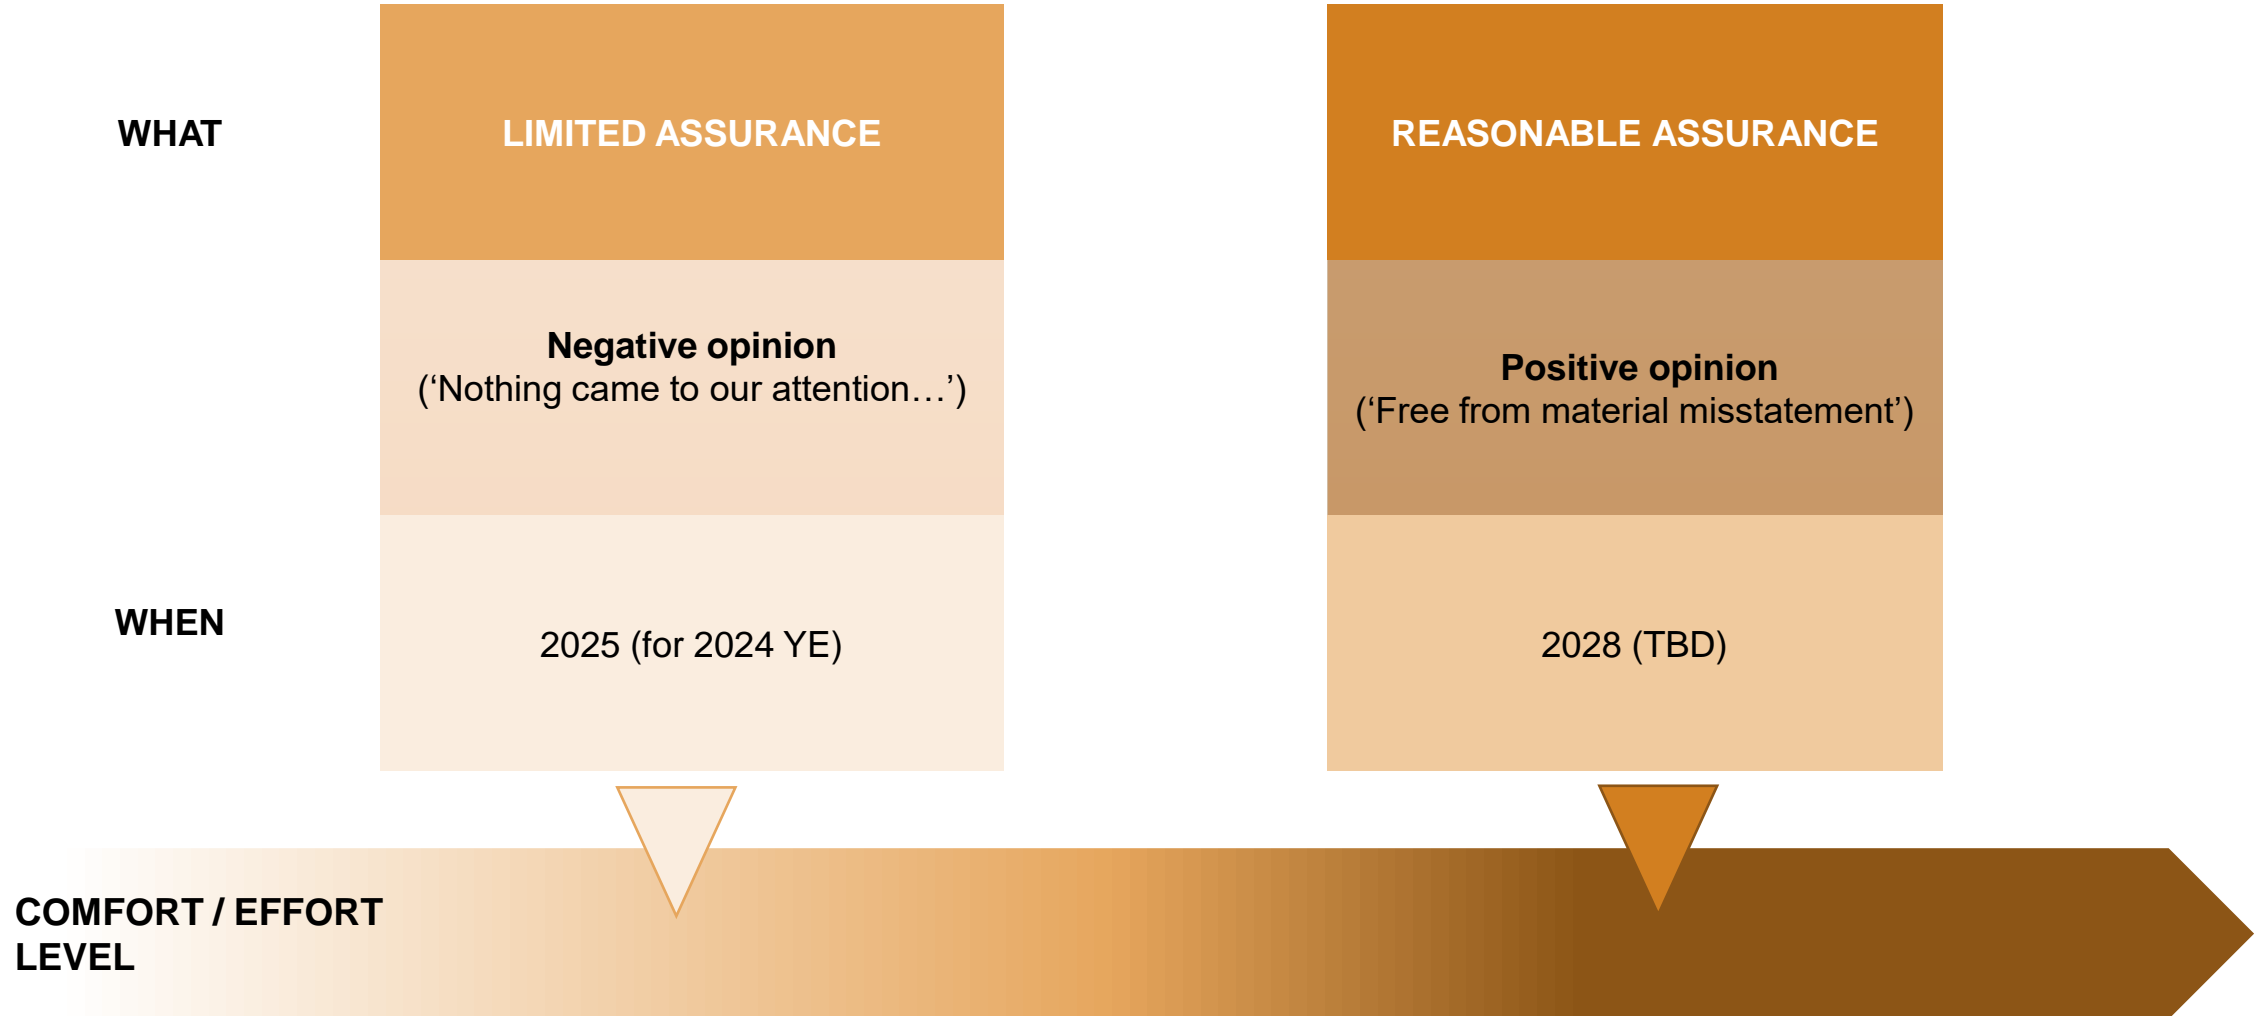 WHAT
LIMITED ASSURANCE
REASONABLE ASSURANCE
Negative opinion
(‘Nothing came to our attention…’)
Positive opinion
(‘Free from material misstatement’)
WHEN
2025 (for 2024 YE)
2028 (TBD)
COMFORT / EFFORT
LEVEL